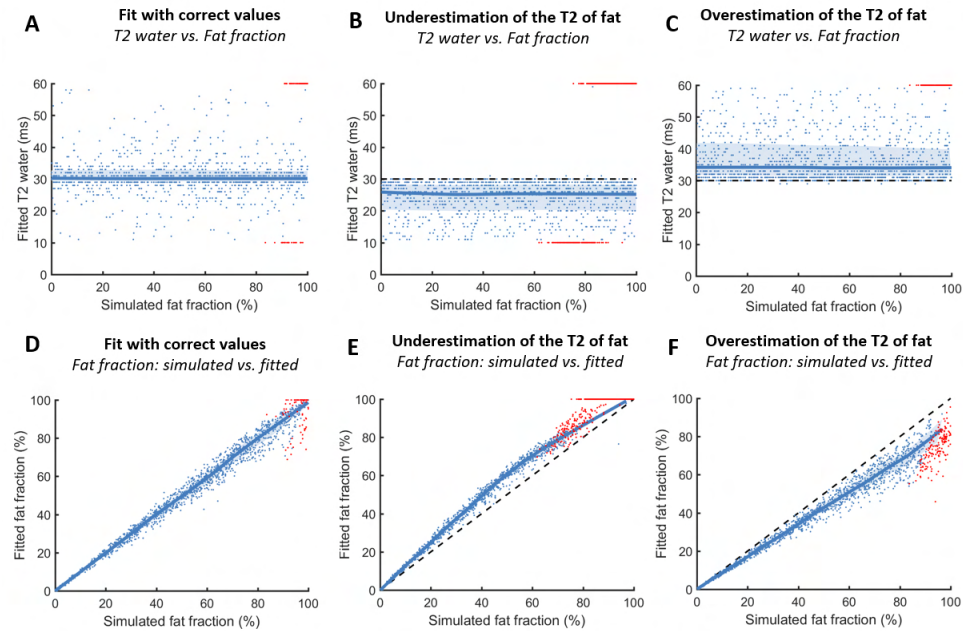 A
Fit with correct values
T2 water vs. Fat fraction
60
50
40
30
20
10
0
Fitted T2 water (ms)
0 20 40 60 80 100
Simulated fat fraction (%)
B
Underestimation of the T2 of fat
T2 water vs. Fat fraction
60
50
40
30
20
10
0
Fitted T2 water (ms)
0 20 40 60 80 100
Simulated fat fraction (%)
C
Overestimation of the T2 of fat
T2 water vs. Fat fraction
60
50
40
30
20
10
0
Fitted T2 water (ms)
0 20 40 60 80 100
Simulated fat fraction (%)
D
Fit with correct values
Fat fraction: simulated vs. fitted
100
80
60
40
20
0
Fitted fat fraction (%)
0 20 40 60 80 100
Simulated fat fraction (%)
E
Underestimation of the T2 of fat
Fat fraction: simulated vs. fitted
100
80
60
40
20
0
Fitted fat fraction (%)
0 20 40 60 80 100
Simulated fat fraction (%)
F
Overestimation of the T2 of fat
Fat fraction: simulated vs. fitted
100
80
60
40
20
0
Fitted fat fraction (%)
0 20 40 60 80 100
Simulated fat fraction (%)